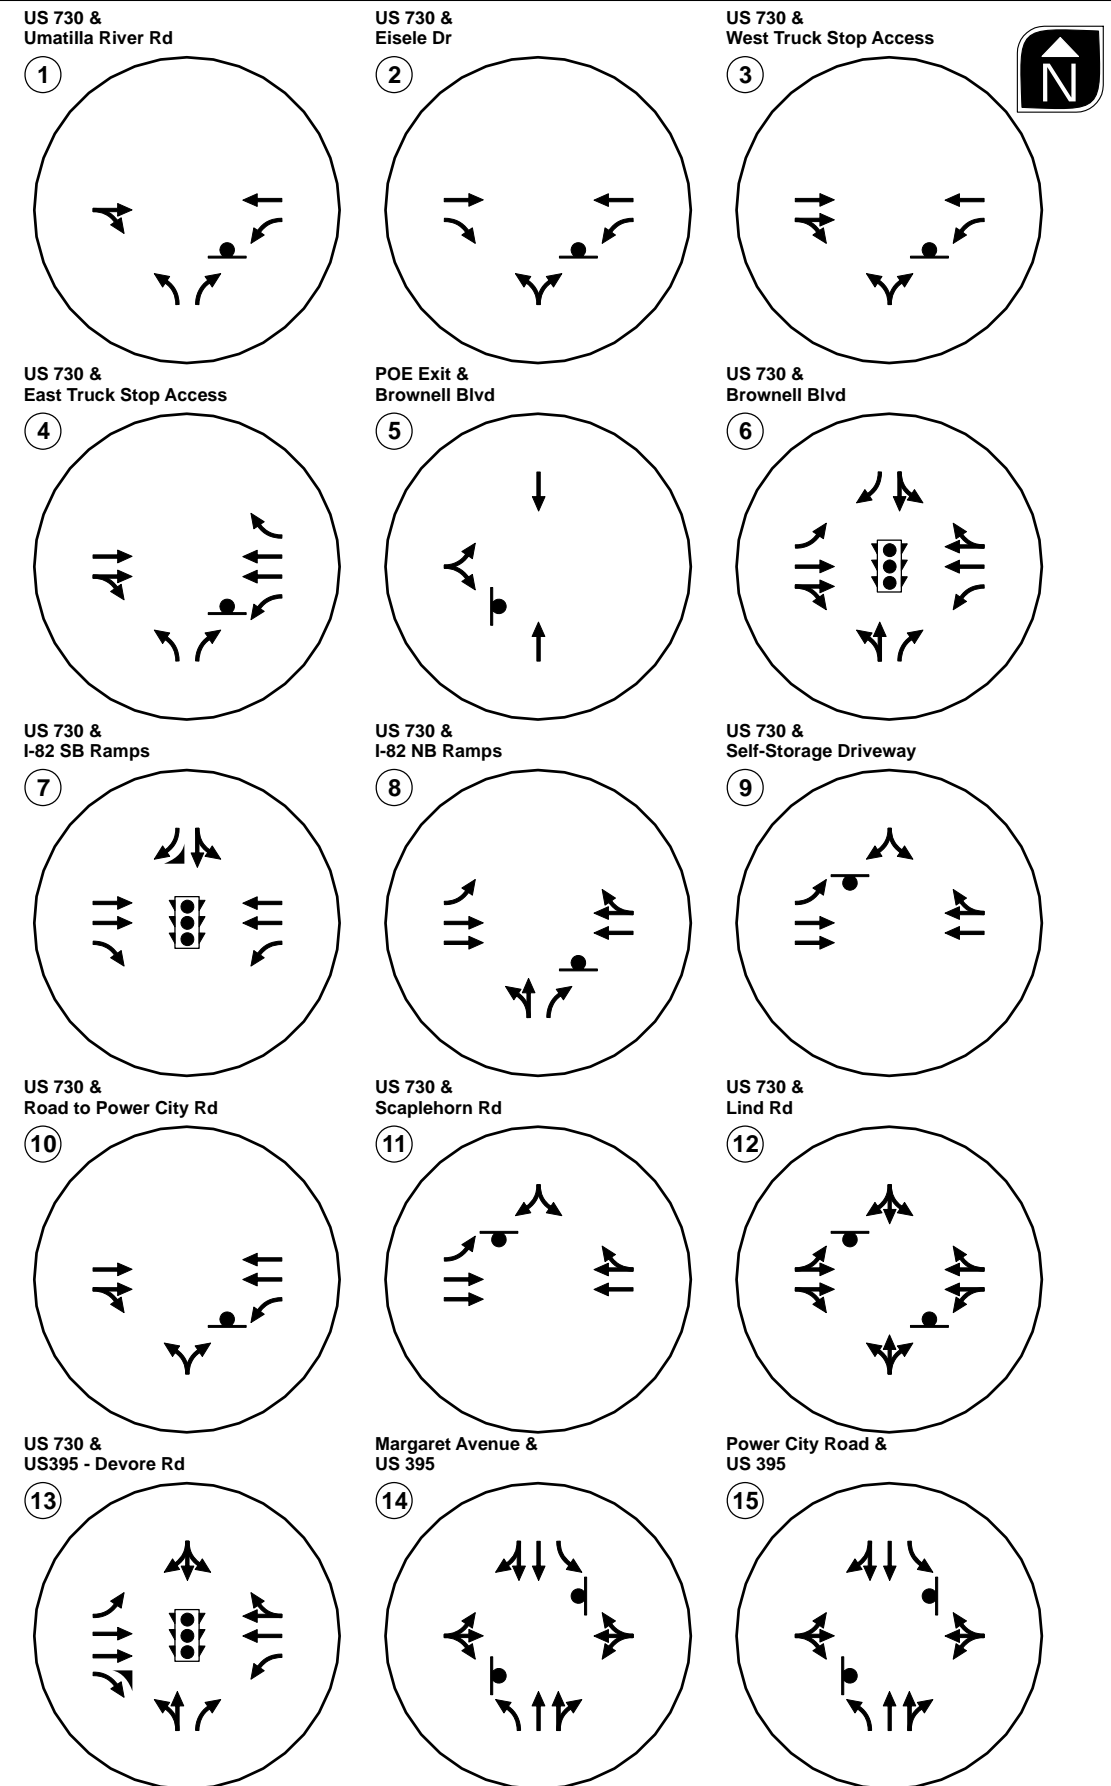 US 730 &
Umatilla River Rd
1
US 730 &
Eisele Dr
2
US 730 &
West Truck Stop Access
3
N
US 730 &
East Truck Stop Access
4
POE Exit &
Brownell Blvd
5
US 730 &
Brownell Blvd
6
US 730 &
I-82 SB Ramps
7
US 730 &
I-82 NB Ramps
8
US 730 &
Self-Storage Driveway
9
US 730 &
Road to Power City Rd
10
US 730 &
Scaplehorn Rd
11
US 730 &
Lind Rd
12
US 730 &
US395 - Devore Rd
13
Margaret Avenue &
US 395
14
Power City Road &
US 395
15